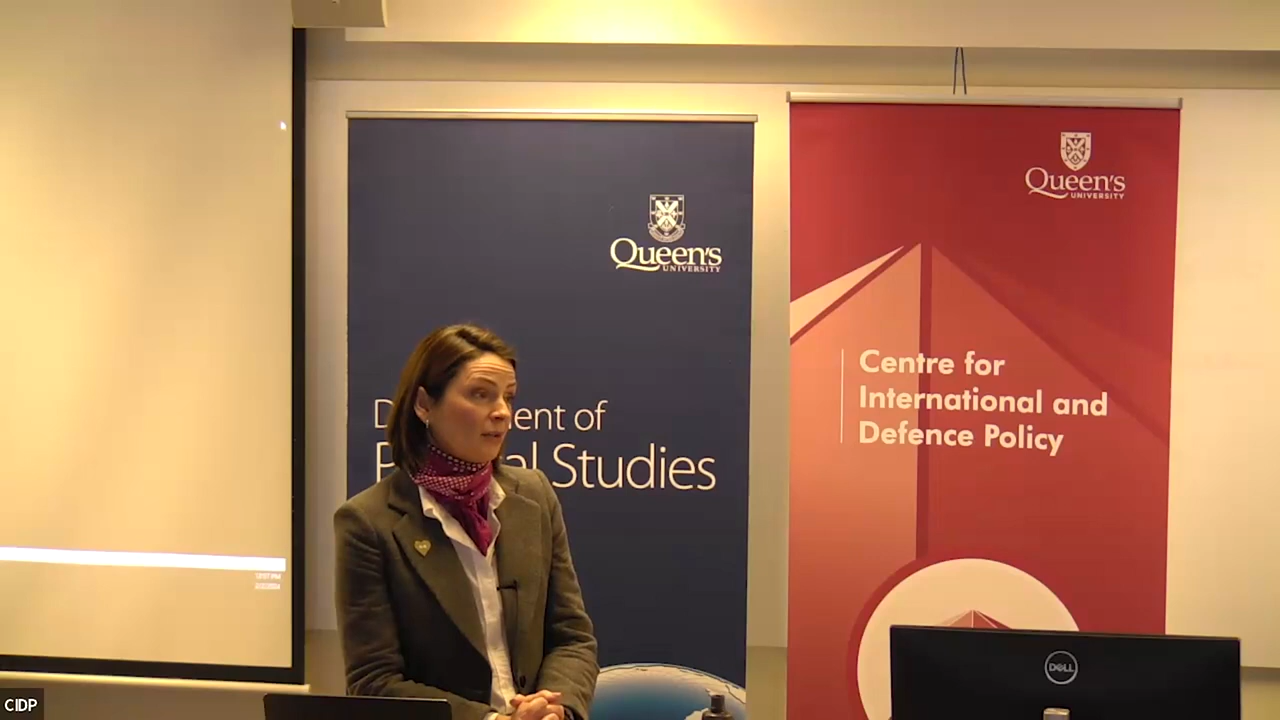 Queen's
UNIVERSITY
Queen's
UNIVERSITY
Centre for
International and
Defence Policy
ent of
al Studies
DELL
CIDP